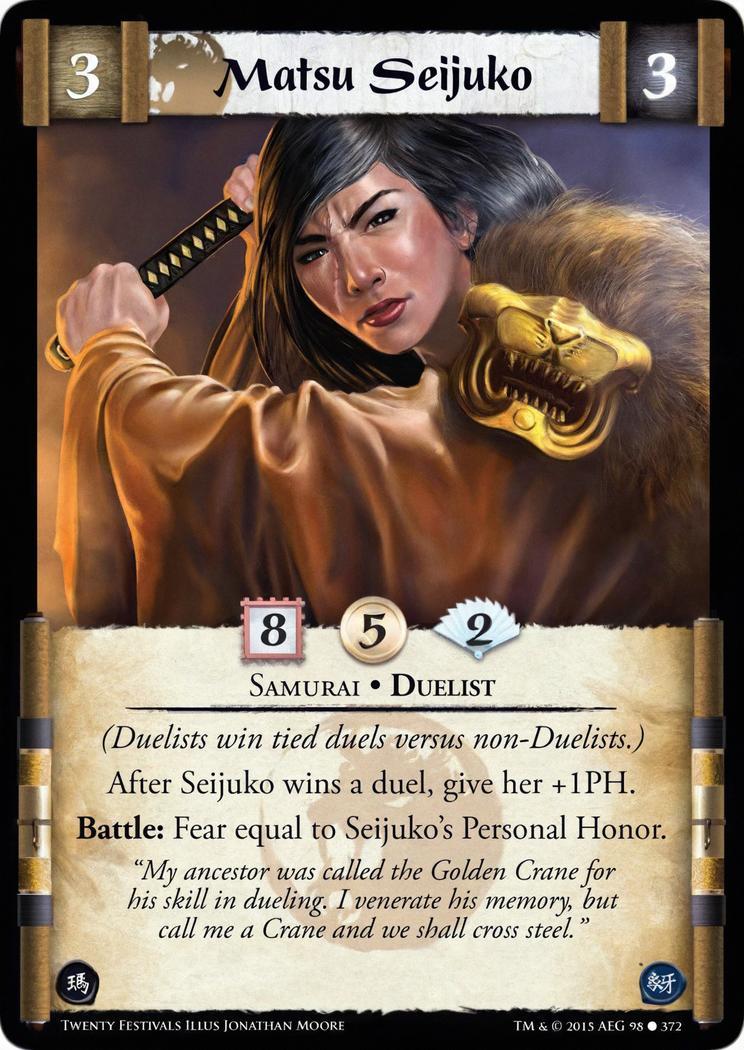 3 Matsu Seijuko 3
8 5 2
Samurai • Duelist
(Duelists win tied duels versus non-Duelists.)
After Seijuko wins a duel, give her +1PH.
Battle: Fear equal to Seijuko's Personal Honor.
"My ancestor was called the Golden Crane for
his skill in dueling. I venerate his memory, but
call me a Crane and we shall cross steel."
瑪
Twenty Festivals Illus Jonathan Moore TM & © 2015 AEG 98 ● 372